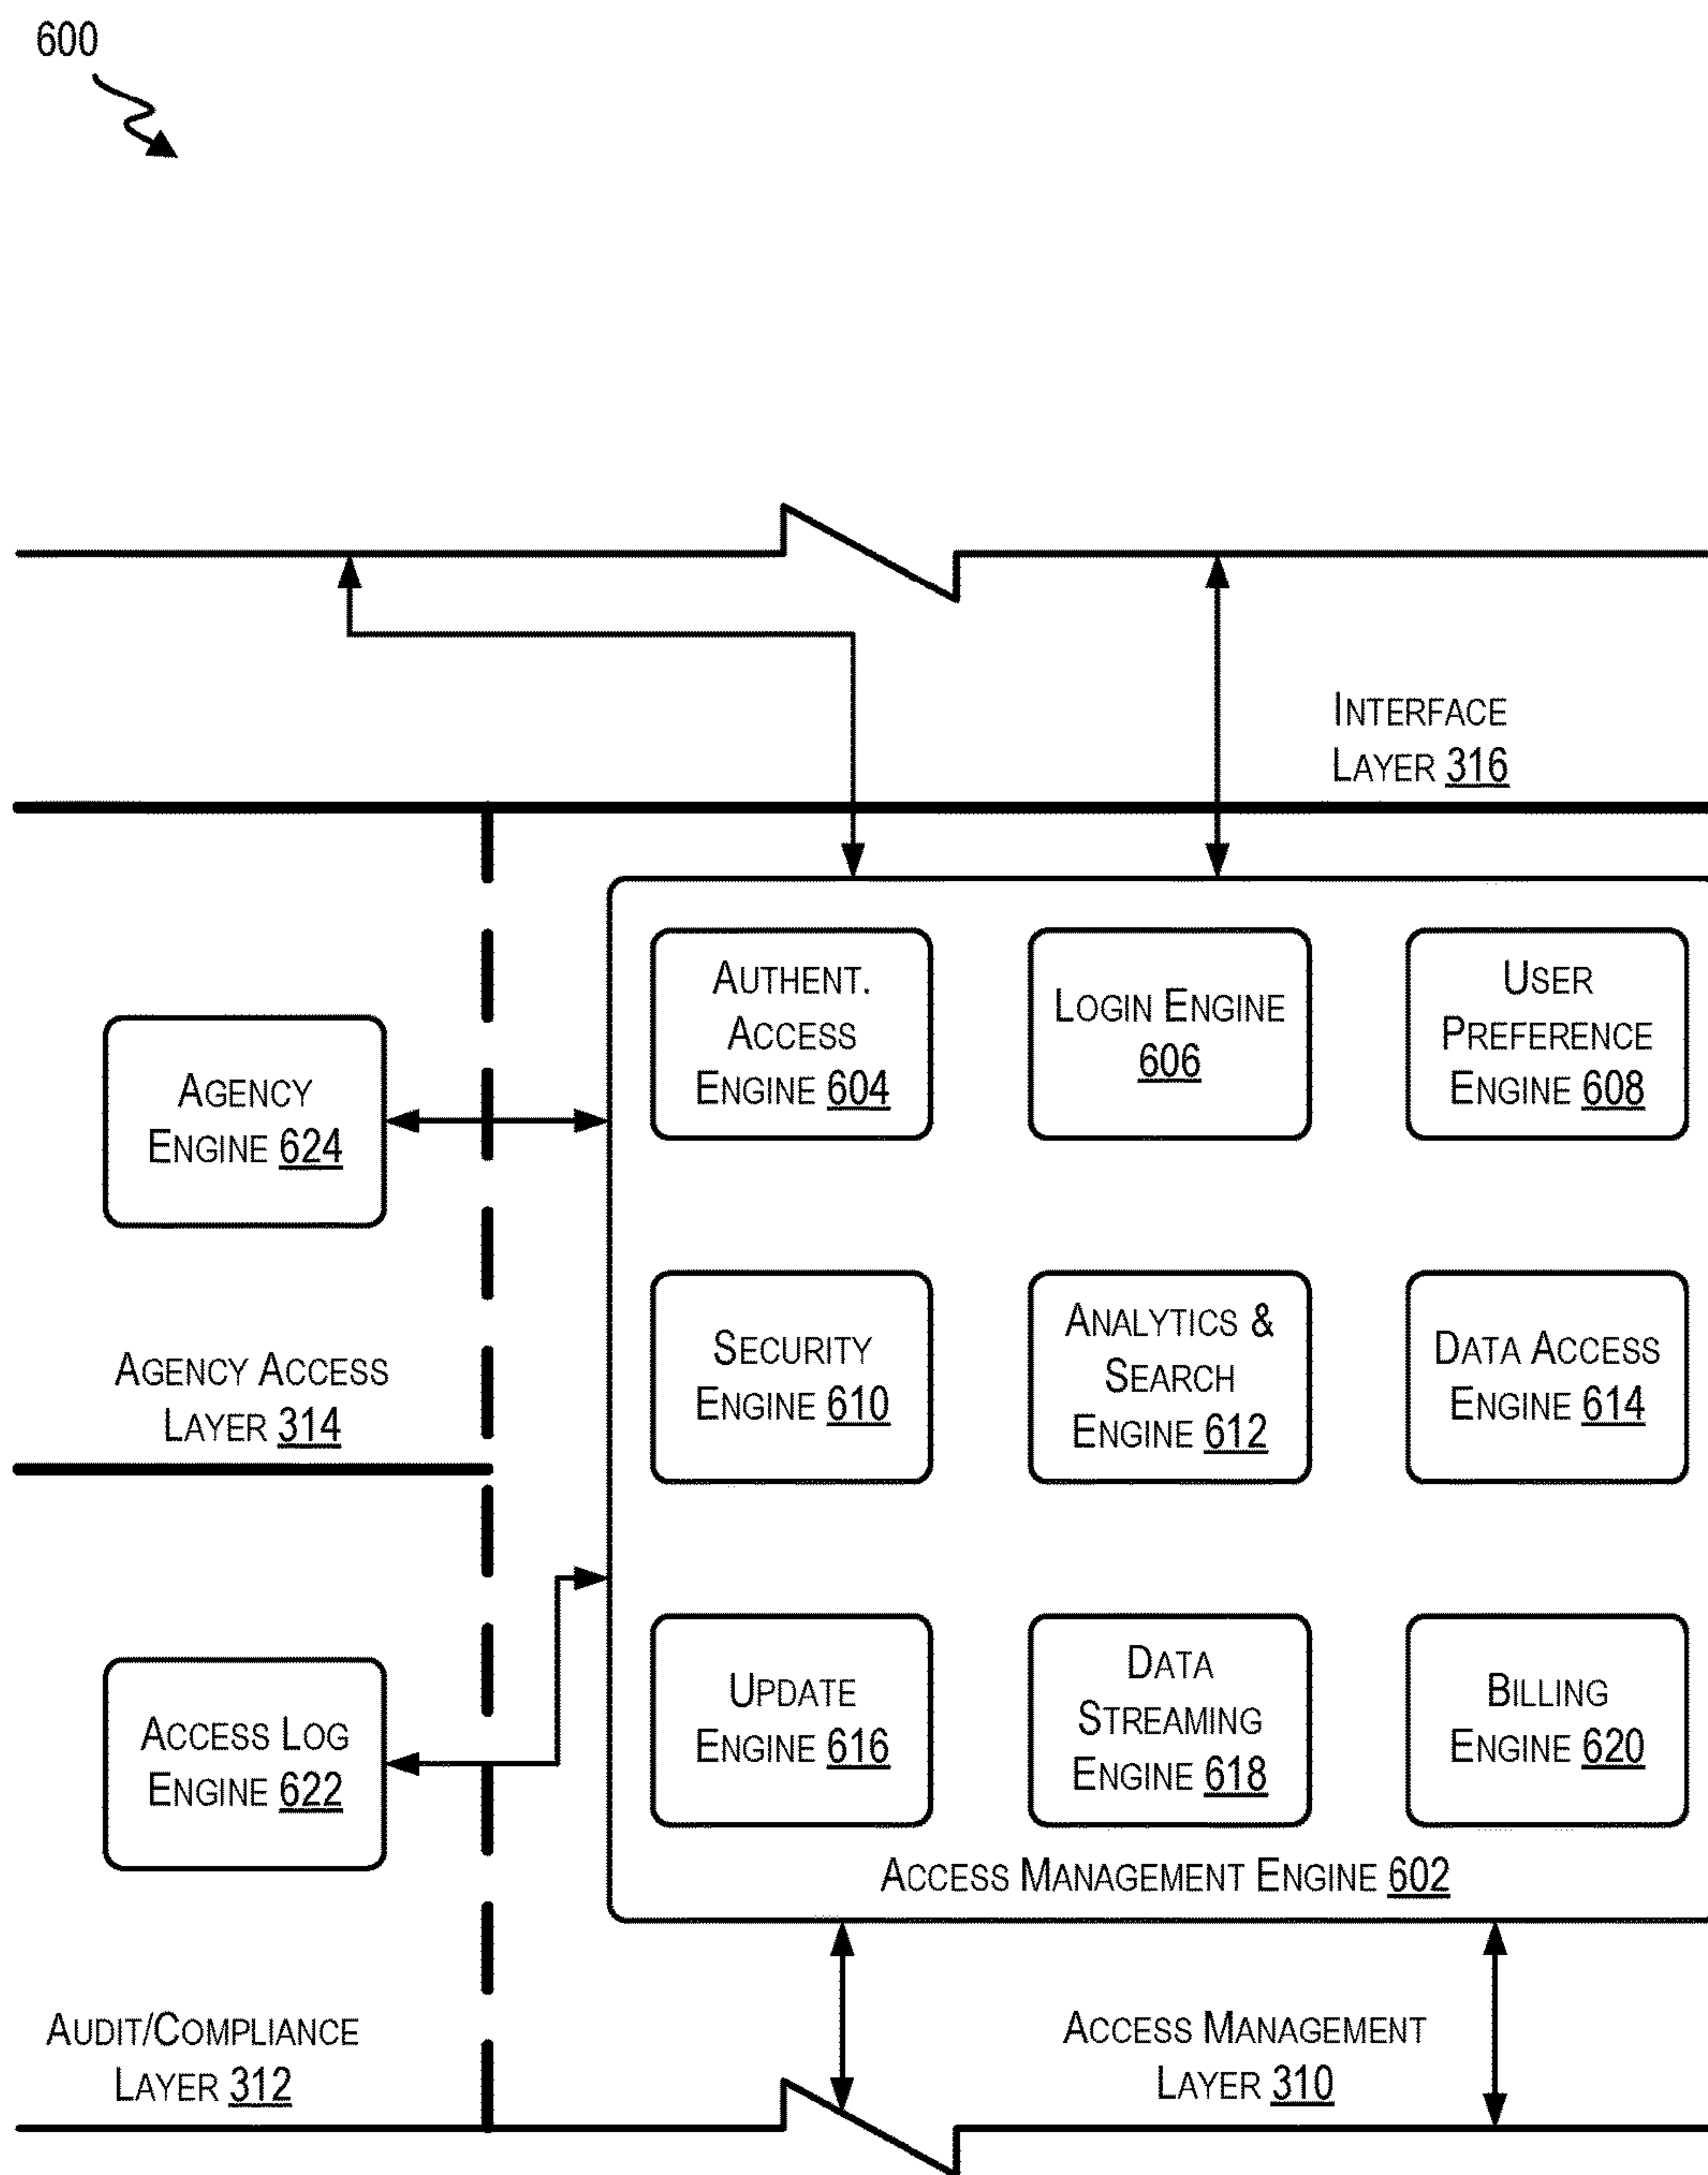 600
INTERFACE
LAYER 316
AUTHENT.
ACCESS
ENGINE 604
LOGIN ENGINE
606
USER
PREFERENCE
ENGINE 608
AGENCY
ENGINE 624
SECURITY
ENGINE 610
ANALYTICS &
SEARCH
ENGINE 612
DATA ACCESS
ENGINE 614
AGENCY ACCESS
LAYER 314
UPDATE
ENGINE 616
DATA
STREAMING
ENGINE 618
BILLING
ENGINE 620
ACCESS LOG
ENGINE 622
ACCESS MANAGEMENT ENGINE 602
AUDIT/COMPLIANCE
LAYER 312
ACCESS MANAGEMENT
LAYER 310